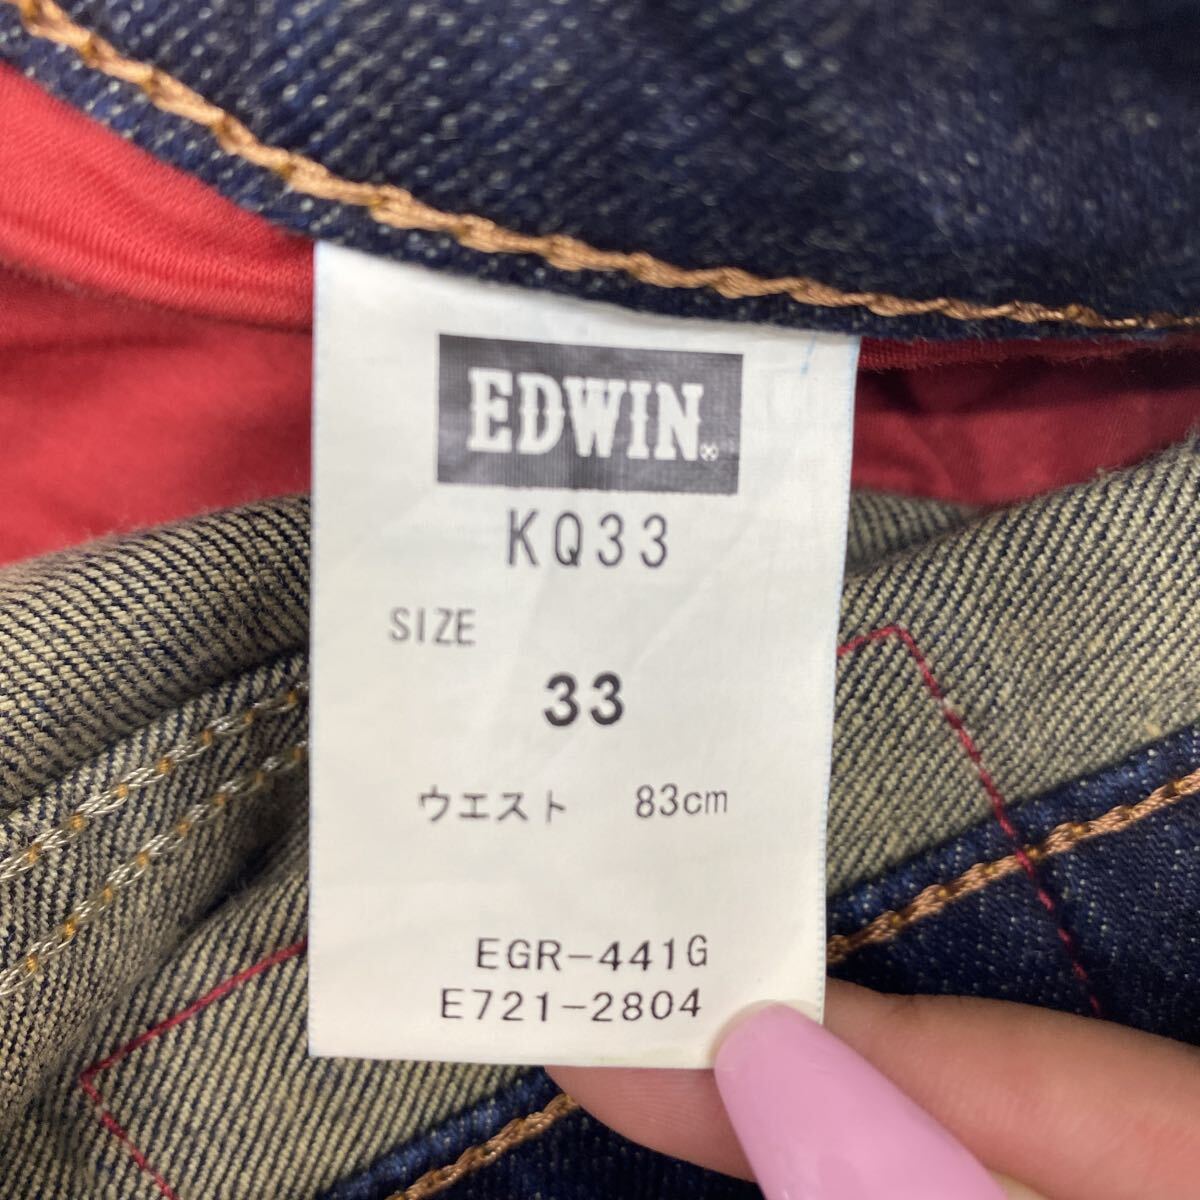 EDWIN®
KQ33
SIZE
33
ウエスト 83cm
EGR-441G
E721-2804